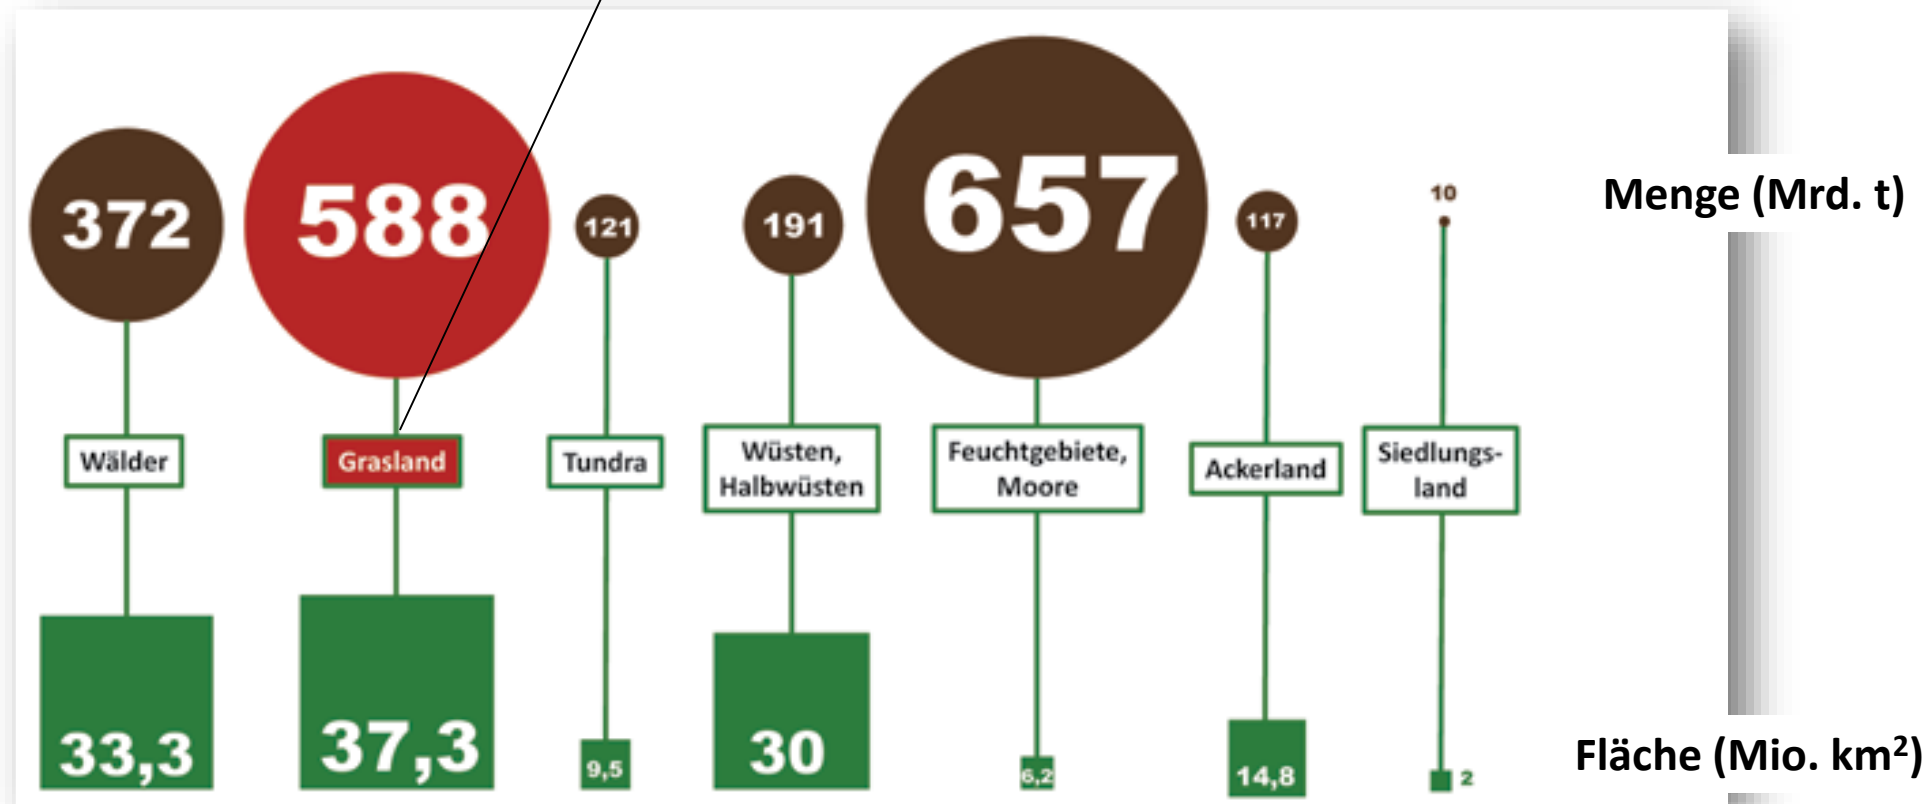 372
588
121
191
657
117
10
Menge (Mrd. t)
Wälder
Grasland
Tundra
Wüsten,
Halbwüsten
Feuchtgebiete,
Moore
Ackerland
Siedlungs-
land
33,3
37,3
9,5
30
6,2
14,8
2
Fläche (Mio. km²)